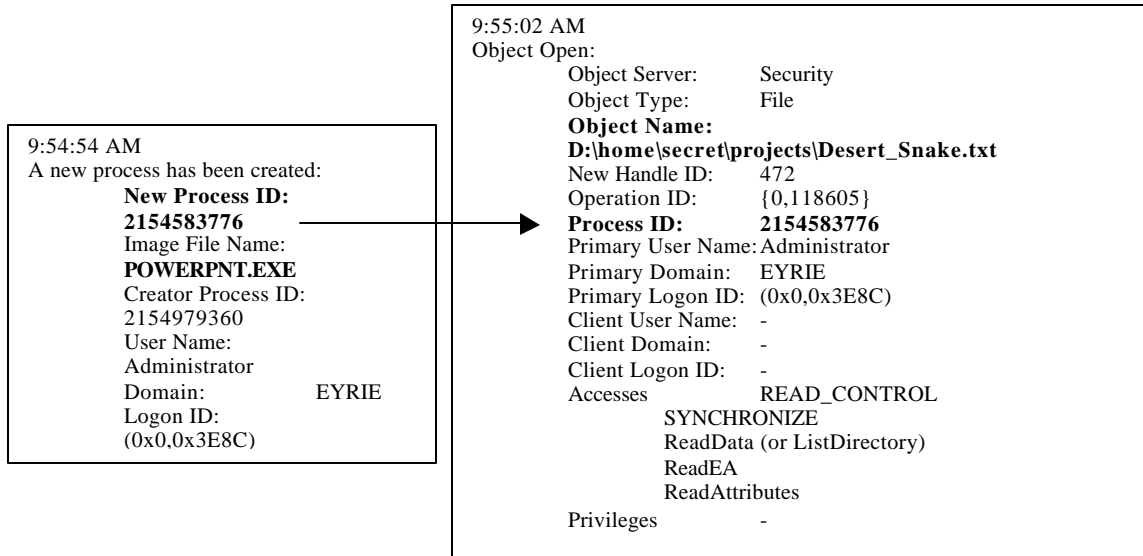 9:54:54 AM
A new process has been created:
New Process ID:
2154583776
Image File Name:
POWERPNT.EXE
Creator Process ID:
2154979360
User Name:
Administrator
Domain: EYRIE
Logon ID:
(0x0,0x3E8C)
9:55:02 AM
Object Open:
Object Server: Security
Object Type: File
Object Name:
D:\home\secret\projects\Desert_Snake.txt
New Handle ID: 472
Operation ID: {0,118605}
Process ID: 2154583776
Primary User Name: Administrator
Primary Domain: EYRIE
Primary Logon ID: (0x0,0x3E8C)
Client User Name: -
Client Domain: -
Client Logon ID: -
Accesses READ_CONTROL
SYNCHRONIZE
ReadData (or ListDirectory)
ReadEA
ReadAttributes
Privileges -